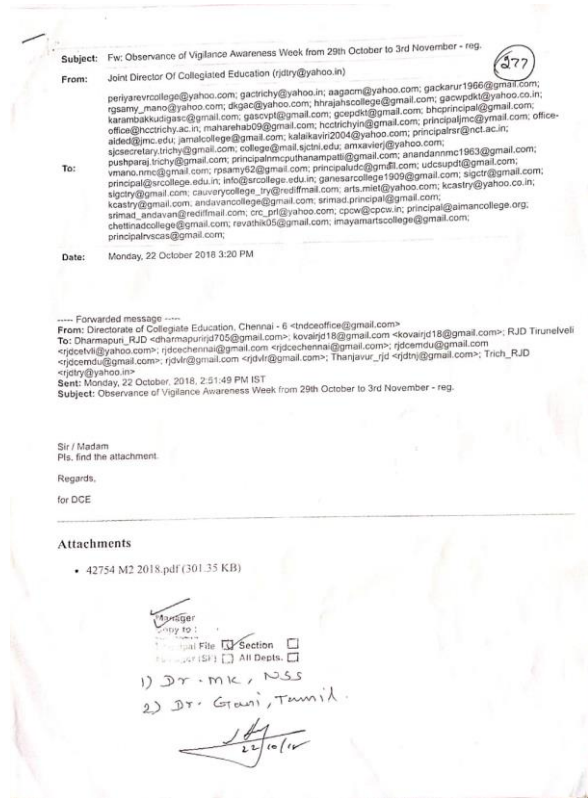 Subject: Fw: Observance of Vigilance Awareness Week from 29th October to 3rd November - reg.
277
From: Joint Director Of Collegiated Education (rjdtry@yahoo.in)
periyarevrcollege@yahoo.com; gactrichy@yahoo.in; aagacm@yahoo.com; gackarur1966@gmail.com;
rgsamy_mano@yahoo.com; dkgac@yahoo.com; hhrajahscollege@gmail.com; gacwpdkt@yahoo.co.in;
karambakkudigasc@gmail.com; gascvpt@gmail.com; gcepdkt@gmail.com; bhcprincipal@gmail.com;
office@hcctrichy.ac.in; maharehab09@gmail.com; hcctrichyin@gmail.com; principaljmc@ymail.com; office-
aided@jmc.edu; jamalcollege@gmail.com; kalaikaviri2004@yahoo.com; principalrsr@nct.ac.in;
sjcsecretary.trichy@gmail.com; college@mail.sjctni.edu; amxavierj@yahoo.com;
pushparaj.trichy@gmail.com; principalnmcputhanampatti@gmail.com; anandannmc1963@gmail.com;
To: vmano.nmc@gmail.com; rpsamy62@gmail.com; principaludc@gmail.com; udcsupdt@gmail.com;
principal@srcollege.edu.in; info@srcollege.edu.in; ganesarcollege1909@gmail.com; sigctr@gmail.com;
sigctry@gmail.com; cauverycollege_try@rediffmail.com; arts.miet@yahoo.com; kcastry@yahoo.co.in;
kcastry@gmail.com; andavancollege@gmail.com; srimad.principal@gmail.com;
srimad_andavan@rediffmail.com; crc_prl@yahoo.com; cpcw@cpcw.in; principal@aimancollege.org;
chettinadcollege@gmail.com; revathik05@gmail.com; imayamartscollege@gmail.com;
principalrvscas@gmail.com;
Date: Monday, 22 October 2018 3:20 PM
----- Forwarded message -----
From: Directorate of Collegiate Education, Chennai - 6 <tndceoffice@gmail.com>
To: Dharmapuri_RJD <dharmapurirjd705@gmail.com>; kovairjd18@gmail.com <kovairjd18@gmail.com>; RJD Tirunelveli
<rjdcetvli@yahoo.com>; rjdcechennai@gmail.com <rjdcechennai@gmail.com>; rjdcemdu@gmail.com
<rjdcemdu@gmail.com>; rjdvlr@gmail.com <rjdvlr@gmail.com>; Thanjavur_rjd <rjdtnj@gmail.com>; Trich_RJD
<rjdtry@yahoo.in>
Sent: Monday, 22 October, 2018, 2:51:49 PM IST
Subject: Observance of Vigilance Awareness Week from 29th October to 3rd November - reg.
Sir / Madam
Pls. find the attachment.
Regards,
for DCE
Attachments
• 42754 M2 2018.pdf (301.35 KB)
Manager
Copy to :
File Section
(SF) All Depts.
1) Dr. MK, NSS
2) Dr. Gowri, Tamil.
22/10/18